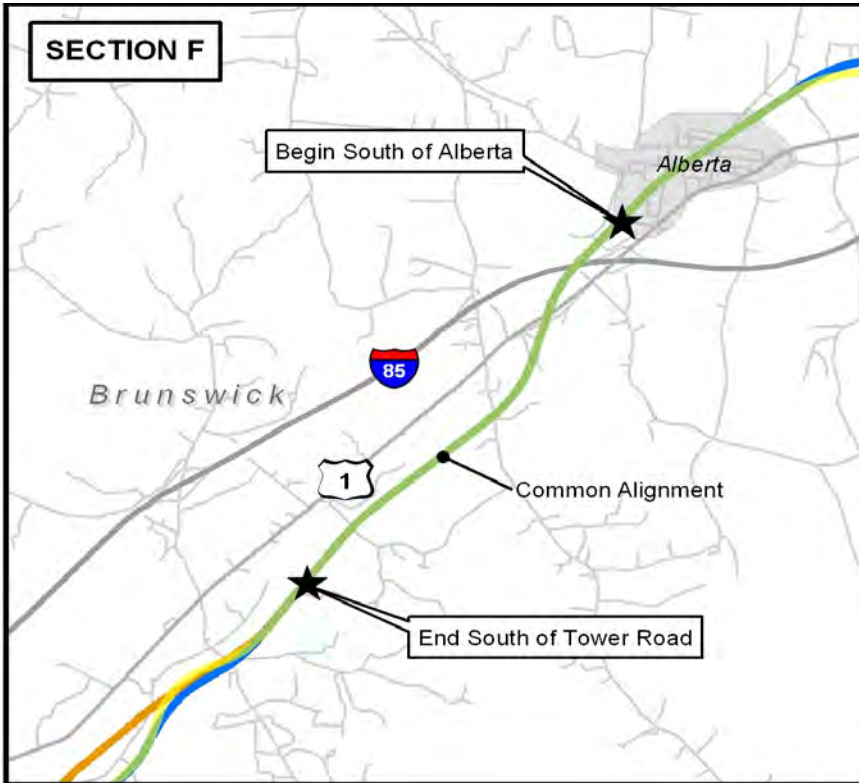 SECTION F
Begin South of Alberta
Alberta
85
Brunswick
1
Common Alignment
End South of Tower Road